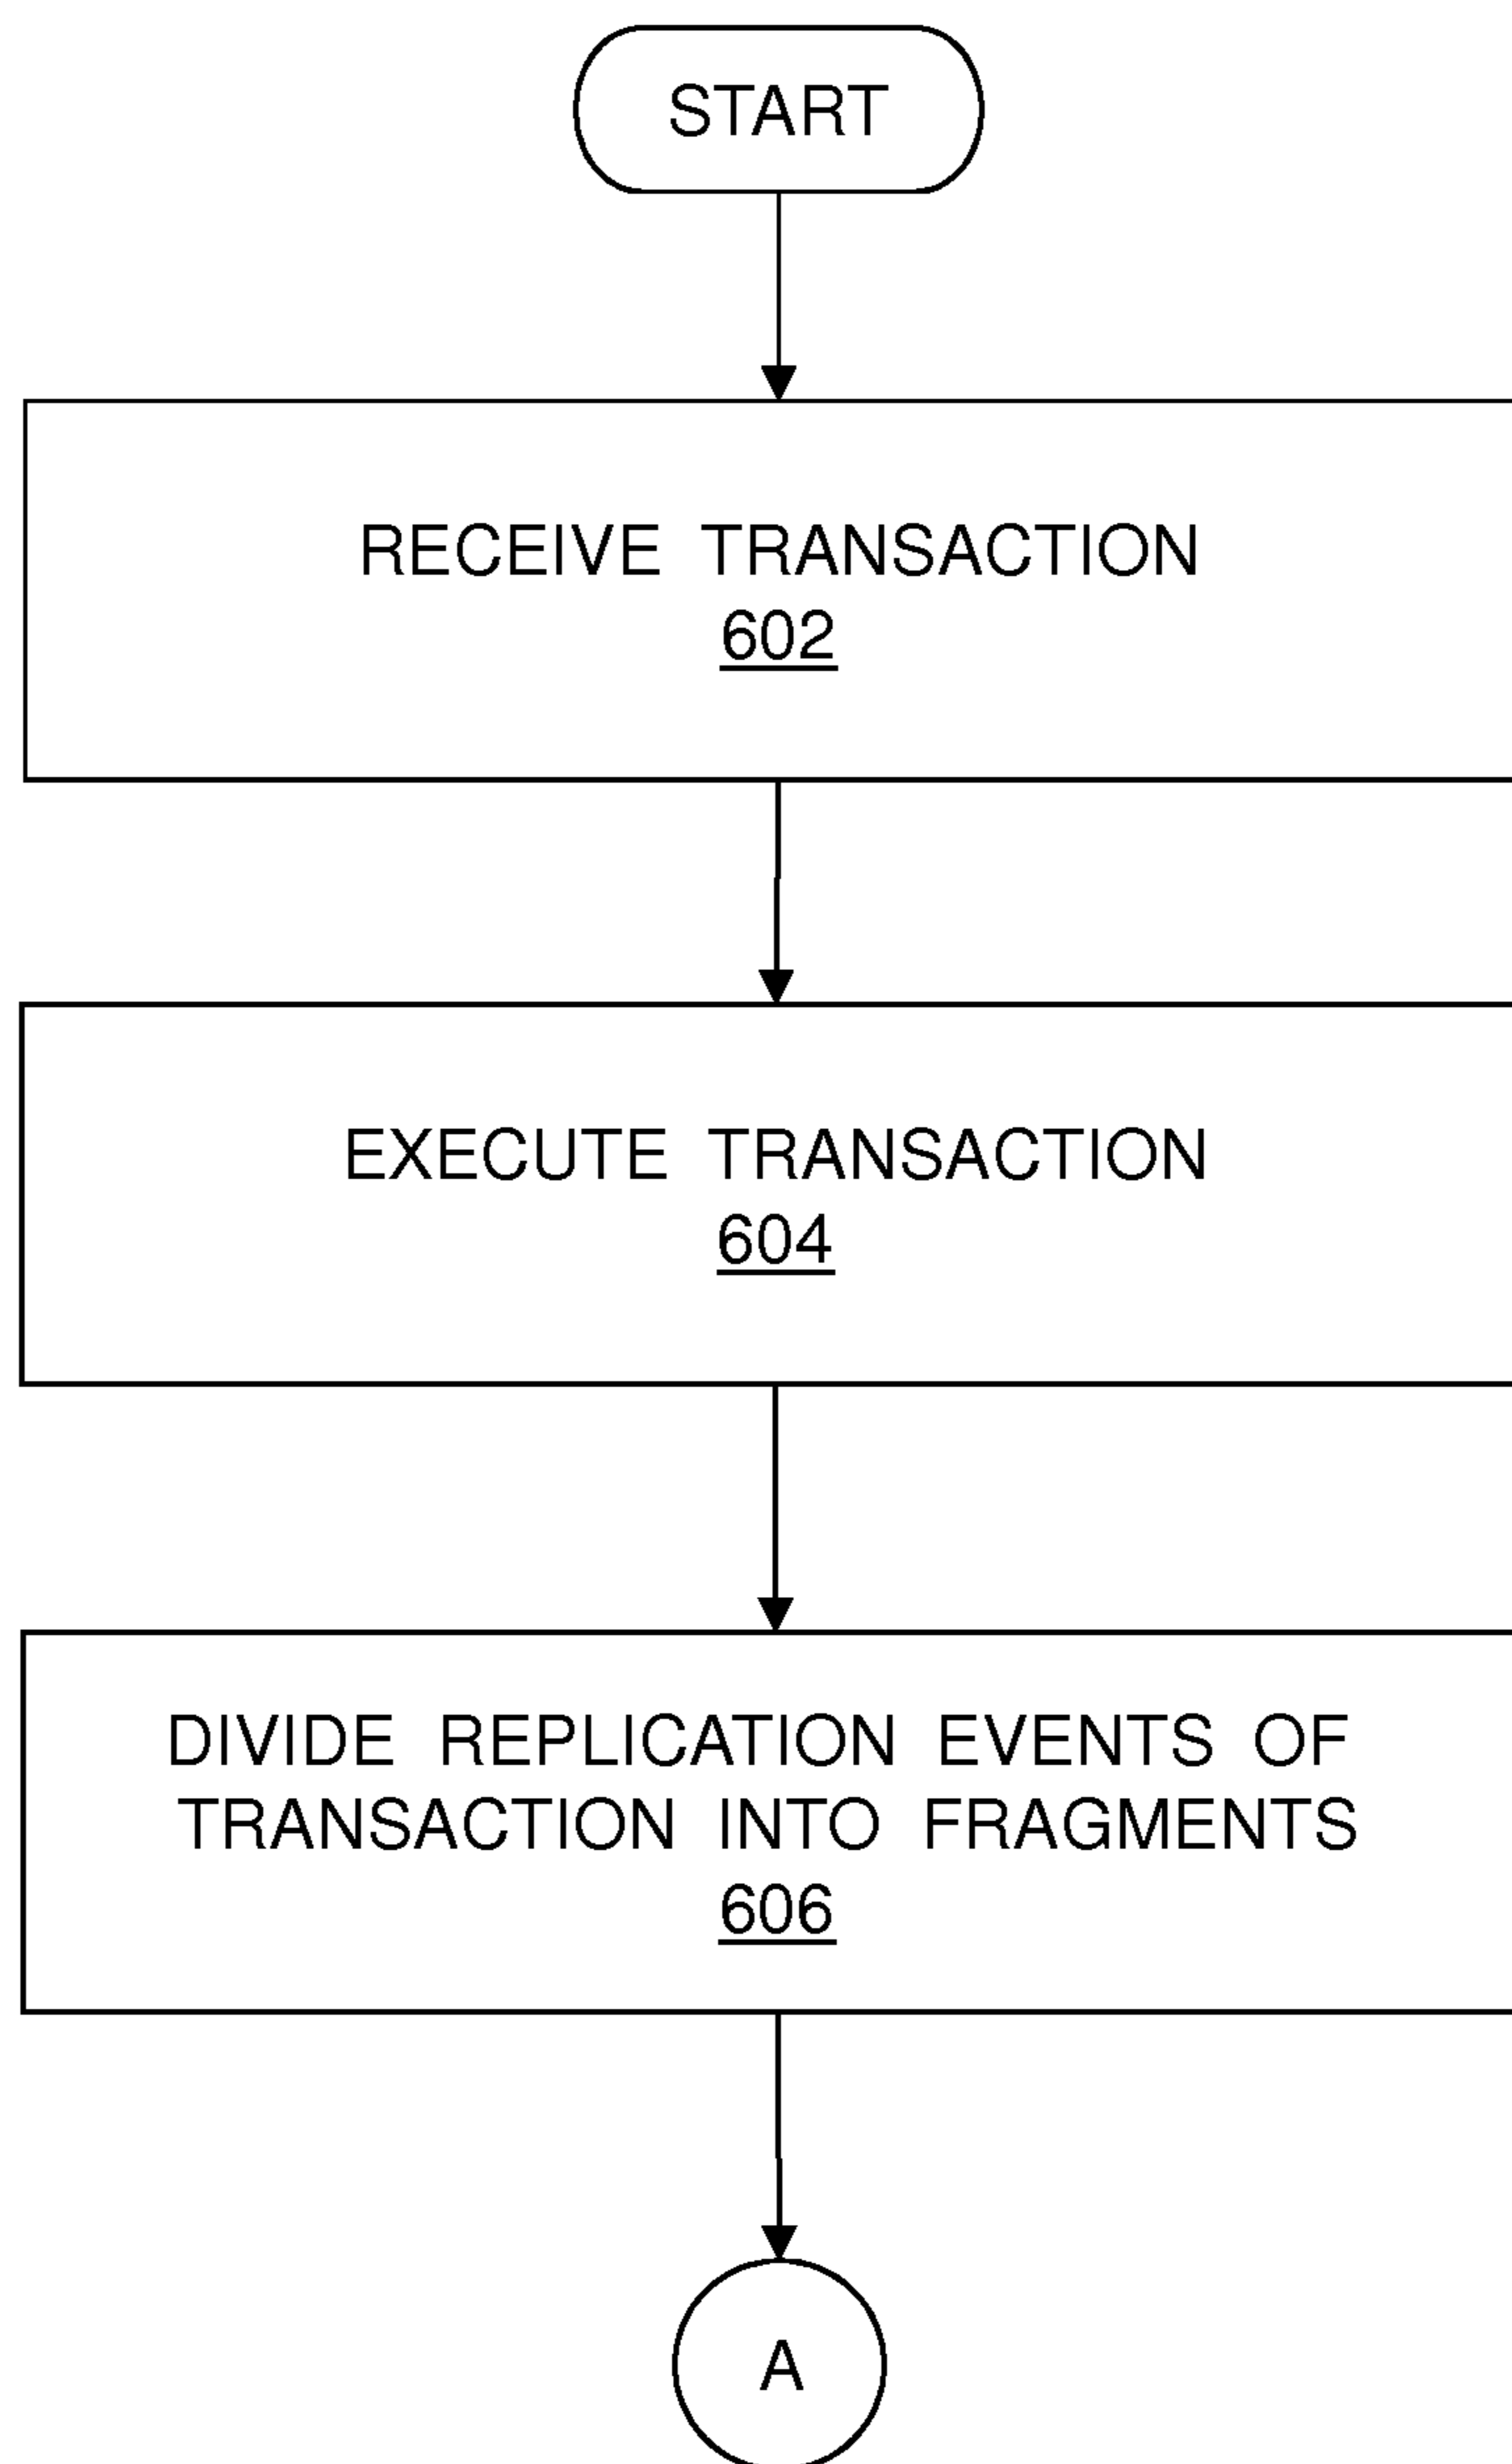 START
RECEIVE TRANSACTION
602
EXECUTE TRANSACTION
604
DIVIDE REPLICATION EVENTS OF
TRANSACTION INTO FRAGMENTS
606
A